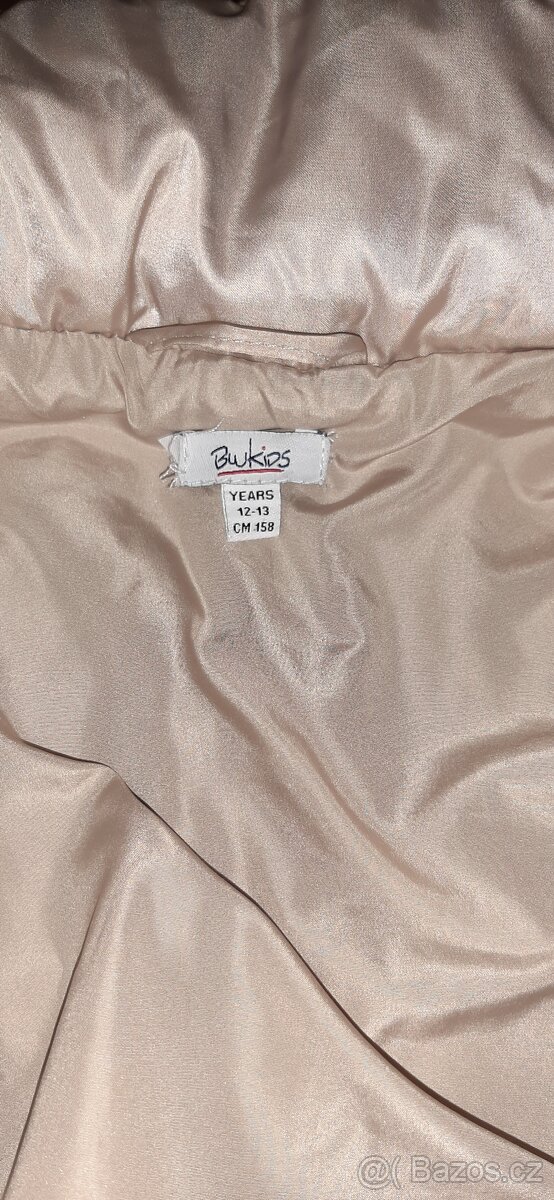 BWKIDS
YEARS
12-13
CM 158
@( Bazos.cz